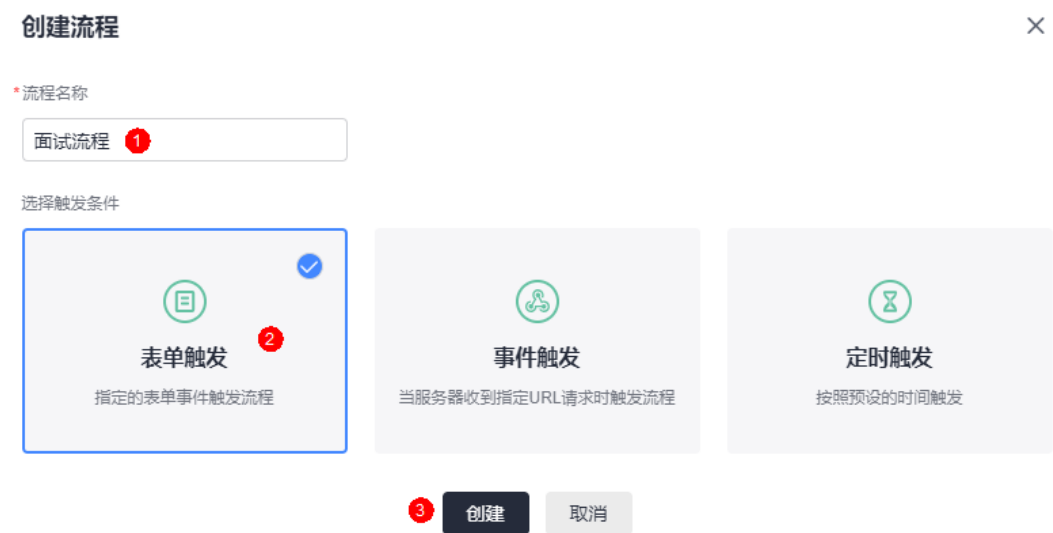 创建流程
*流程名称
面试流程 1
选择触发条件
表单触发 2
指定的表单事件触发流程
事件触发
当服务器收到指定URL请求时触发流程
定时触发
按照预设的时间触发
3 创建 取消